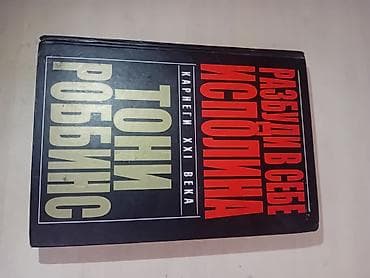 РАЗБУДИ В СЕБЕ
ИСПОЛИНА
КАРНЕГИ XXI ВЕКА
ТОНИ
РОББИНС